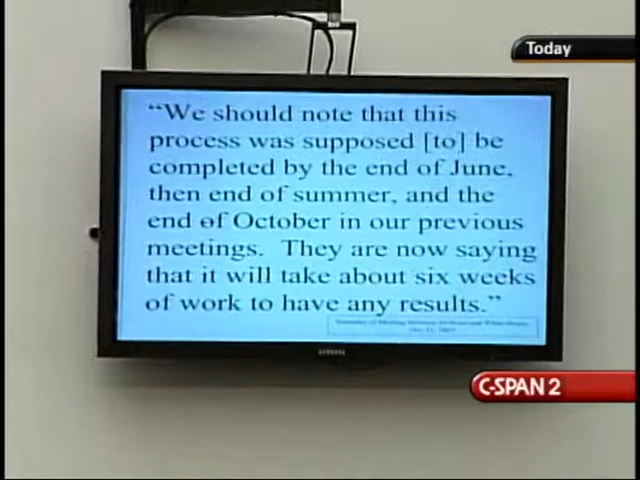 Today
“We should note that this
process was supposed [to] be
completed by the end of June,
then end of summer, and the
end of October in our previous
meetings. They are now saying
that it will take about six weeks
of work to have any results.”
SAMSUNG
C-SPAN 2